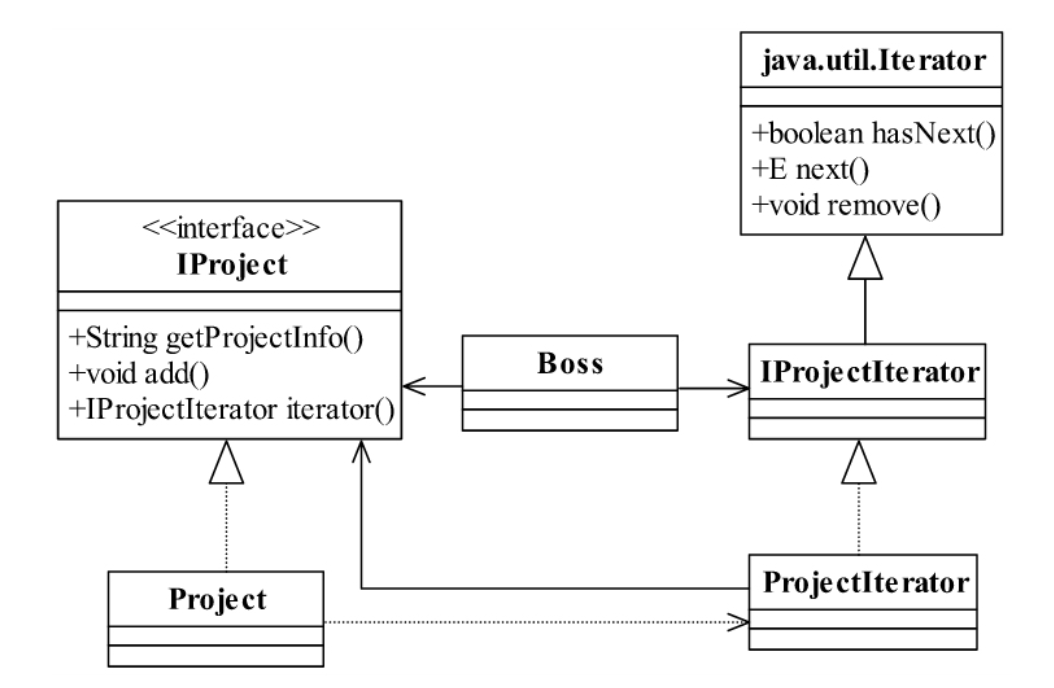 java.util.Iterator
+boolean hasNext()
+E next()
+void remove()
<<interface>>
IProject
+String getProjectInfo()
+void add()
+IProjectIterator iterator()
Boss
IProjectIterator
Project
ProjectIterator